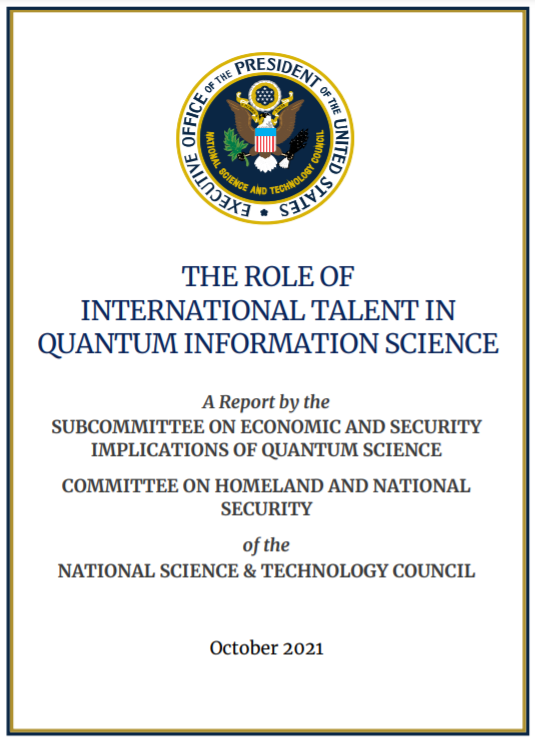 EXECUTIVE OFFICE OF THE PRESIDENT OF THE UNITED STATES
NATIONAL SCIENCE AND TECHNOLOGY COUNCIL
THE ROLE OF
INTERNATIONAL TALENT IN
QUANTUM INFORMATION SCIENCE
A Report by the
SUBCOMMITTEE ON ECONOMIC AND SECURITY
IMPLICATIONS OF QUANTUM SCIENCE
COMMITTEE ON HOMELAND AND NATIONAL
SECURITY
of the
NATIONAL SCIENCE & TECHNOLOGY COUNCIL
October 2021